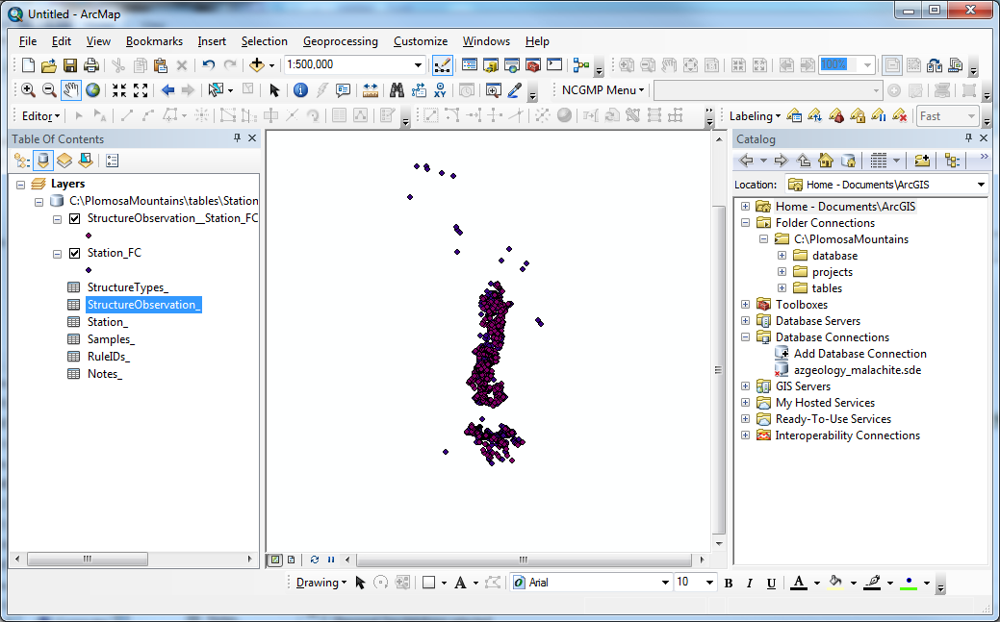 Untitled - ArcMap
File Edit View Bookmarks Insert Selection Geoprocessing Customize Windows Help
1:500,000
100%
NCGMP Menu
Editor
Labeling
Fast
Table Of Contents
Layers
C:\PlomosaMountains\tables\Station
StructureObservation__Station_FC
Station_FC
StructureTypes_
StructureObservation_
Station_
Samples_
RuleIDs_
Notes_
Catalog
Location: Home - Documents\ArcGIS
Home - Documents\ArcGIS
Folder Connections
C:\PlomosaMountains
database
projects
tables
Toolboxes
Database Servers
Database Connections
Add Database Connection
azgeology_malachite.sde
GIS Servers
My Hosted Services
Ready-To-Use Services
Interoperability Connections
Drawing
A
Arial
10
B I U A